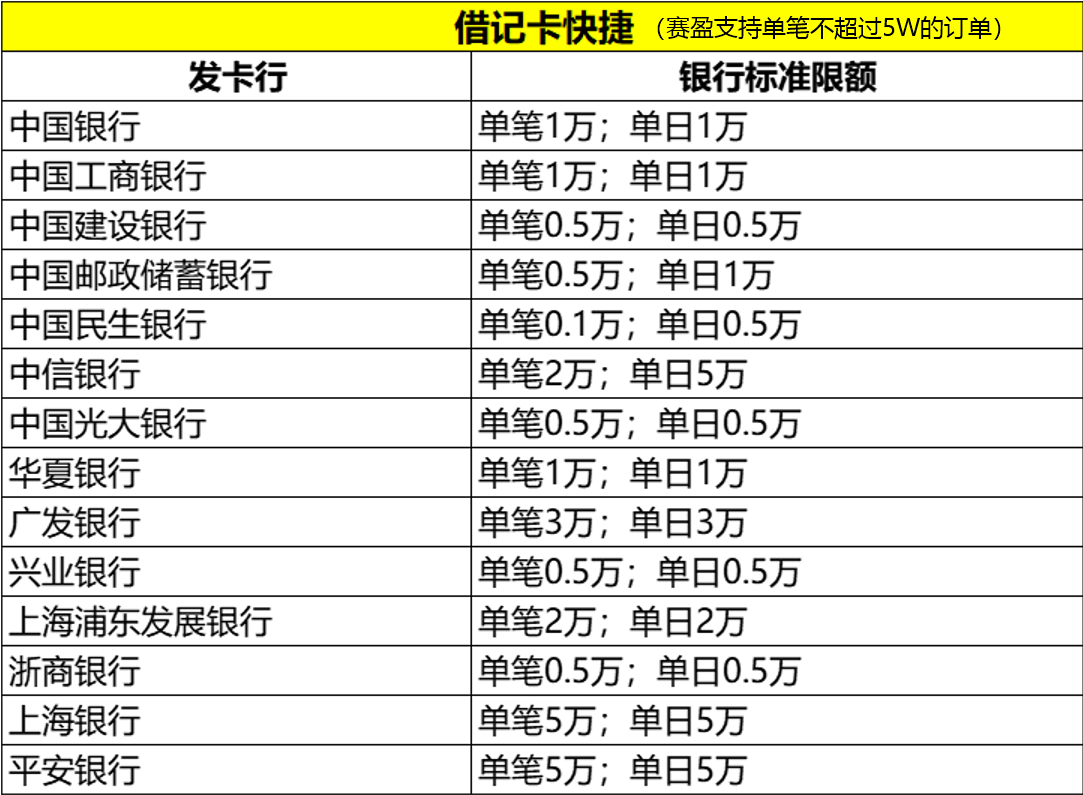 借记卡快捷 （赛盈支持单笔不超过5W的订单）
发卡行 银行标准限额
中国银行 单笔1万；单日1万
中国工商银行 单笔1万；单日1万
中国建设银行 单笔0.5万；单日0.5万
中国邮政储蓄银行 单笔0.5万；单日1万
中国民生银行 单笔0.1万；单日0.5万
中信银行 单笔2万；单日5万
中国光大银行 单笔0.5万；单日0.5万
华夏银行 单笔1万；单日1万
广发银行 单笔3万；单日3万
兴业银行 单笔0.5万；单日0.5万
上海浦东发展银行 单笔2万；单日2万
浙商银行 单笔0.5万；单日0.5万
上海银行 单笔5万；单日5万
平安银行 单笔5万；单日5万